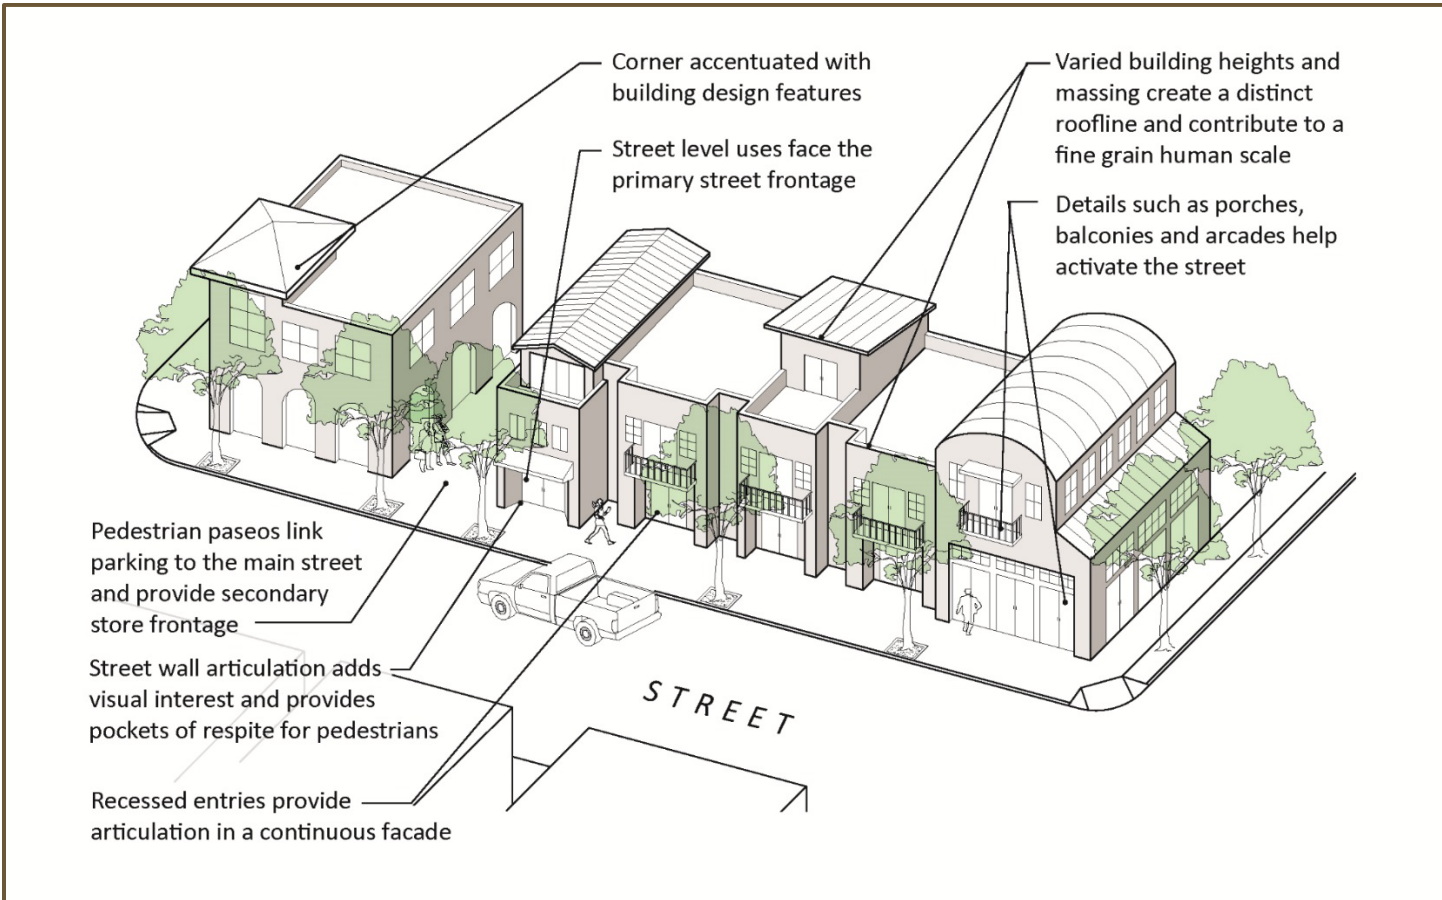 Corner accentuated with
building design features
Street level uses face the
primary street frontage
Varied building heights and
massing create a distinct
roofline and contribute to a
fine grain human scale
Details such as porches,
balconies and arcades help
activate the street
Pedestrian paseos link
parking to the main street
and provide secondary
store frontage
Street wall articulation adds
visual interest and provides
pockets of respite for pedestrians
Recessed entries provide
articulation in a continuous facade
STREET